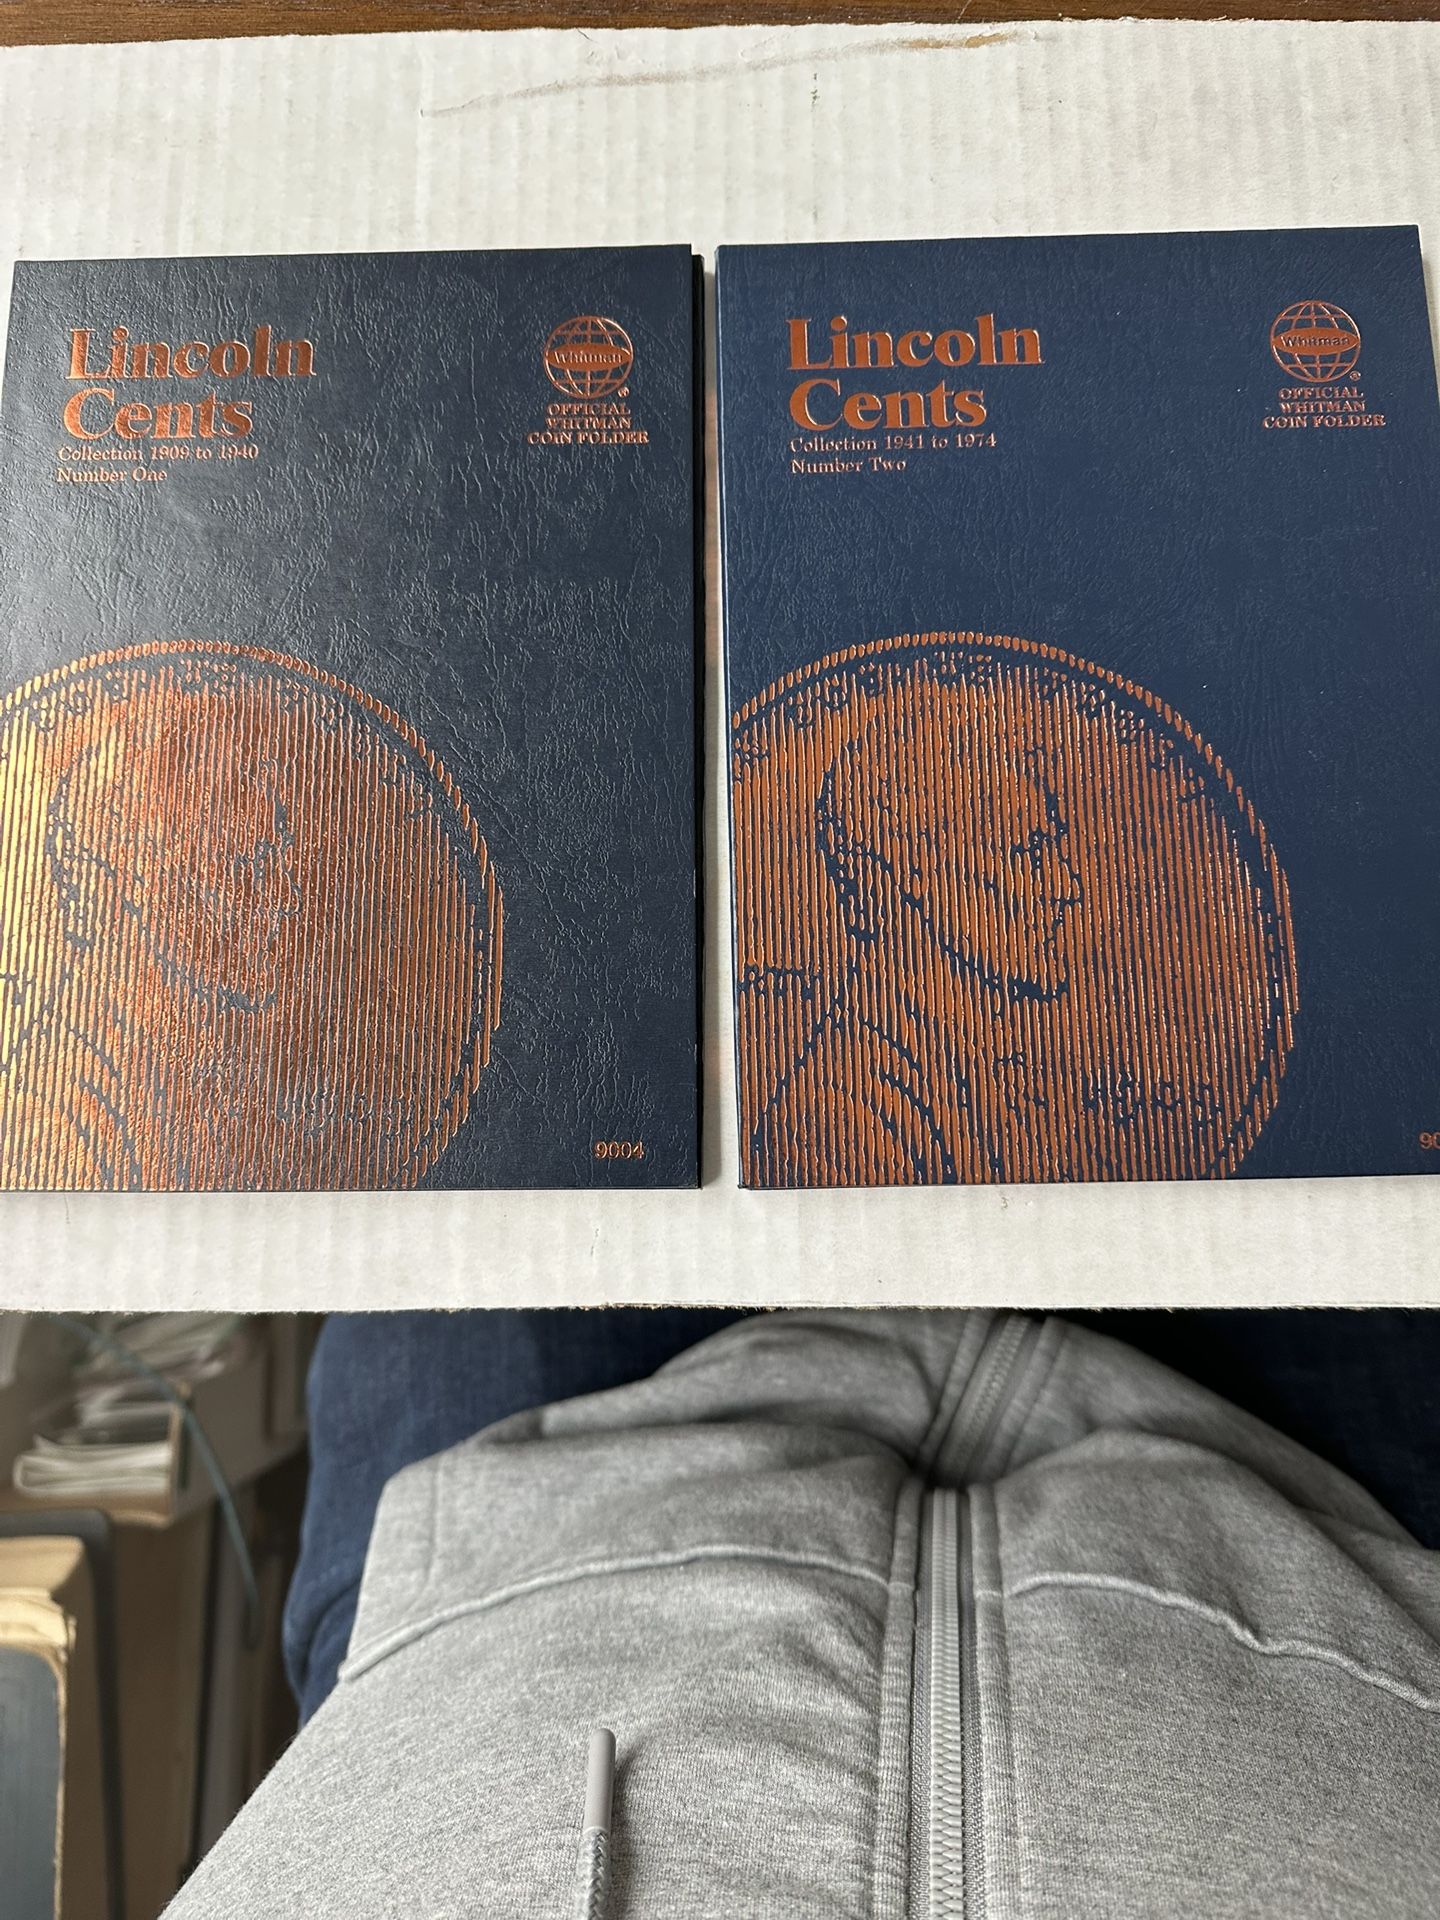 Lincoln
Cents
Collection 1909 to 1940
Number One
Whitman
®
OFFICIAL
WHITMAN
COIN FOLDER
9004
Lincoln
Cents
Collection 1941 to 1974
Number Two
Whitman
®
OFFICIAL
WHITMAN
COIN FOLDER
90